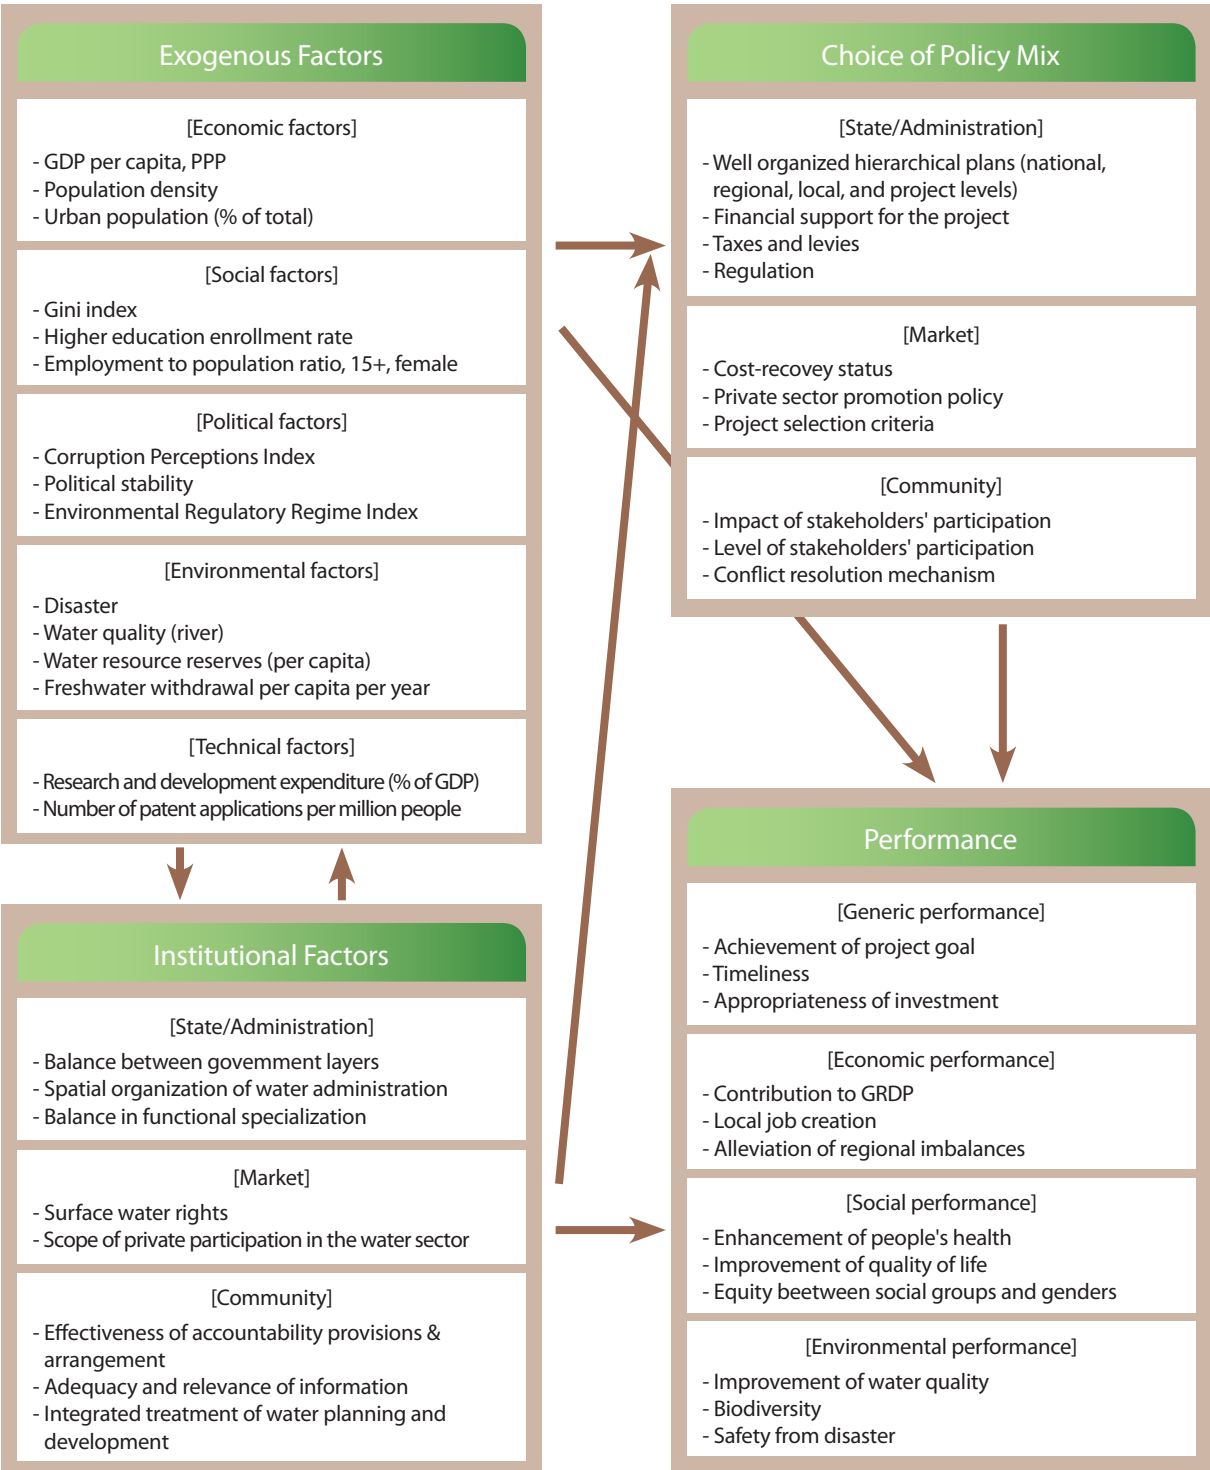 Exogenous Factors
[Economic factors]
- GDP per capita, PPP
- Population density
- Urban population (% of total)
[Social factors]
- Gini index
- Higher education enrollment rate
- Employment to population ratio, 15+, female
[Political factors]
- Corruption Perceptions Index
- Political stability
- Environmental Regulatory Regime Index
[Environmental factors]
- Disaster
- Water quality (river)
- Water resource reserves (per capita)
- Freshwater withdrawal per capita per year
[Technical factors]
- Research and development expenditure (% of GDP)
- Number of patent applications per million people
Institutional Factors
[State/Administration]
- Balance between government layers
- Spatial organization of water administration
- Balance in functional specialization
[Market]
- Surface water rights
- Scope of private participation in the water sector
[Community]
- Effectiveness of accountability provisions &
arrangement
- Adequacy and relevance of information
- Integrated treatment of water planning and
development
Choice of Policy Mix
[State/Administration]
- Well organized hierarchical plans (national,
regional, local, and project levels)
- Financial support for the project
- Taxes and levies
- Regulation
[Market]
- Cost-recovey status
- Private sector promotion policy
- Project selection criteria
[Community]
- Impact of stakeholders' participation
- Level of stakeholders' participation
- Conflict resolution mechanism
Performance
[Generic performance]
- Achievement of project goal
- Timeliness
- Appropriateness of investment
[Economic performance]
- Contribution to GRDP
- Local job creation
- Alleviation of regional imbalances
[Social performance]
- Enhancement of people's health
- Improvement of quality of life
- Equity beetween social groups and genders
[Environmental performance]
- Improvement of water quality
- Biodiversity
- Safety from disaster